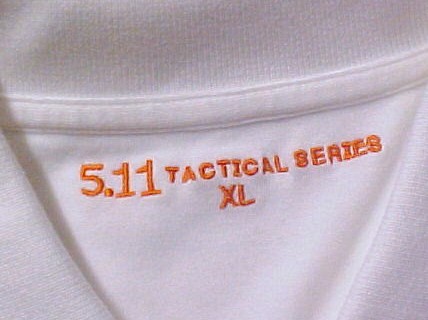 5.11 TACTICAL SERIES
XL